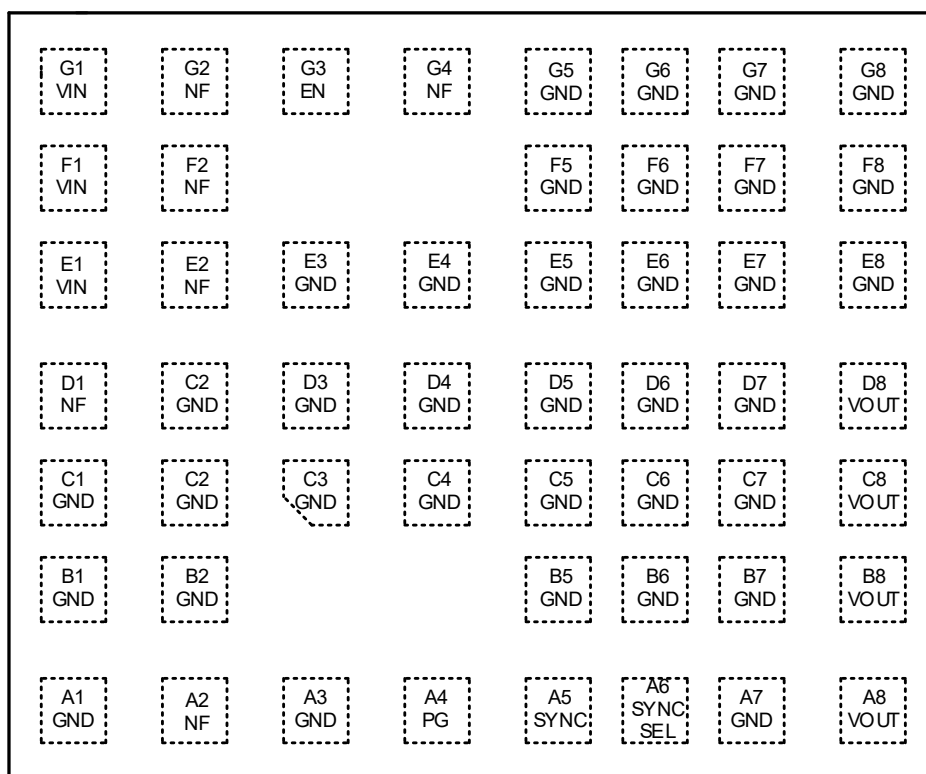 G1
VIN
G2
NF
G3
EN
G4
NF
G5
GND
G6
GND
G7
GND
G8
GND
F1
VIN
F2
NF
F5
GND
F6
GND
F7
GND
F8
GND
E1
VIN
E2
NF
E3
GND
E4
GND
E5
GND
E6
GND
E7
GND
E8
GND
D1
NF
C2
GND
D3
GND
D4
GND
D5
GND
D6
GND
D7
GND
D8
VOUT
C1
GND
C2
GND
C3
GND
C4
GND
C5
GND
C6
GND
C7
GND
C8
VOUT
B1
GND
B2
GND
B5
GND
B6
GND
B7
GND
B8
VOUT
A1
GND
A2
NF
A3
GND
A4
PG
A5
SYNC
A6
SYNC
SEL
A7
GND
A8
VOUT